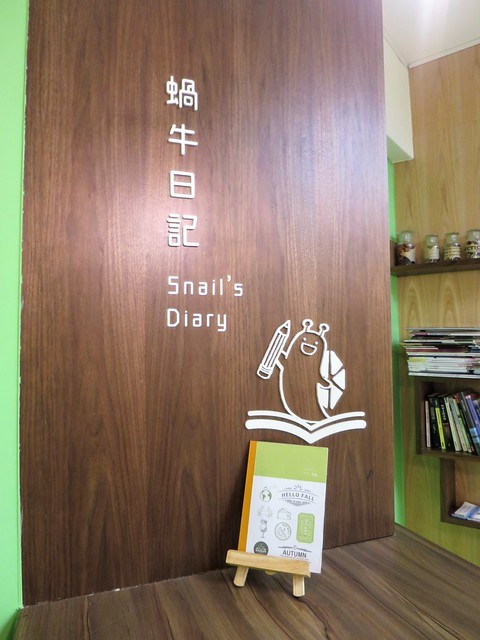 蝸牛日記
Snail's
Diary
HELLO FALL
AUTUMN